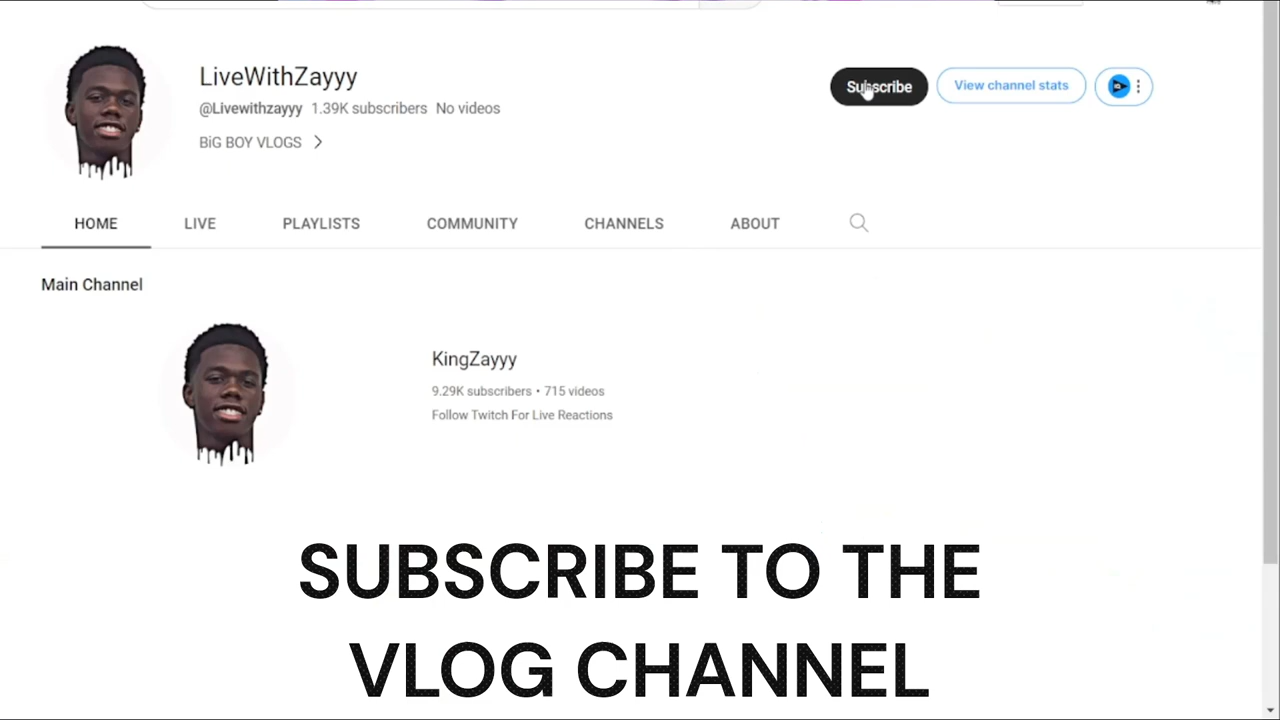 LiveWithZayyy
@Livewithzayyy 1.39K subscribers No videos
BiG BOY VLOGS
Subscribe
View channel stats
HOME LIVE PLAYLISTS COMMUNITY CHANNELS ABOUT
Main Channel
KingZayyy
9.29K subscribers • 715 videos
Follow Twitch For Live Reactions
SUBSCRIBE TO THE
VLOG CHANNEL